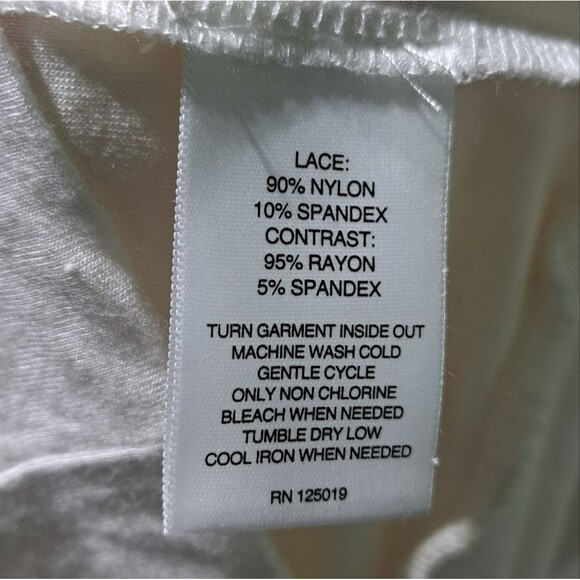 LACE:
90% NYLON
10% SPANDEX
CONTRAST:
95% RAYON
5% SPANDEX
TURN GARMENT INSIDE OUT
MACHINE WASH COLD
GENTLE CYCLE
ONLY NON CHLORINE
BLEACH WHEN NEEDED
TUMBLE DRY LOW
COOL IRON WHEN NEEDED
RN 125019